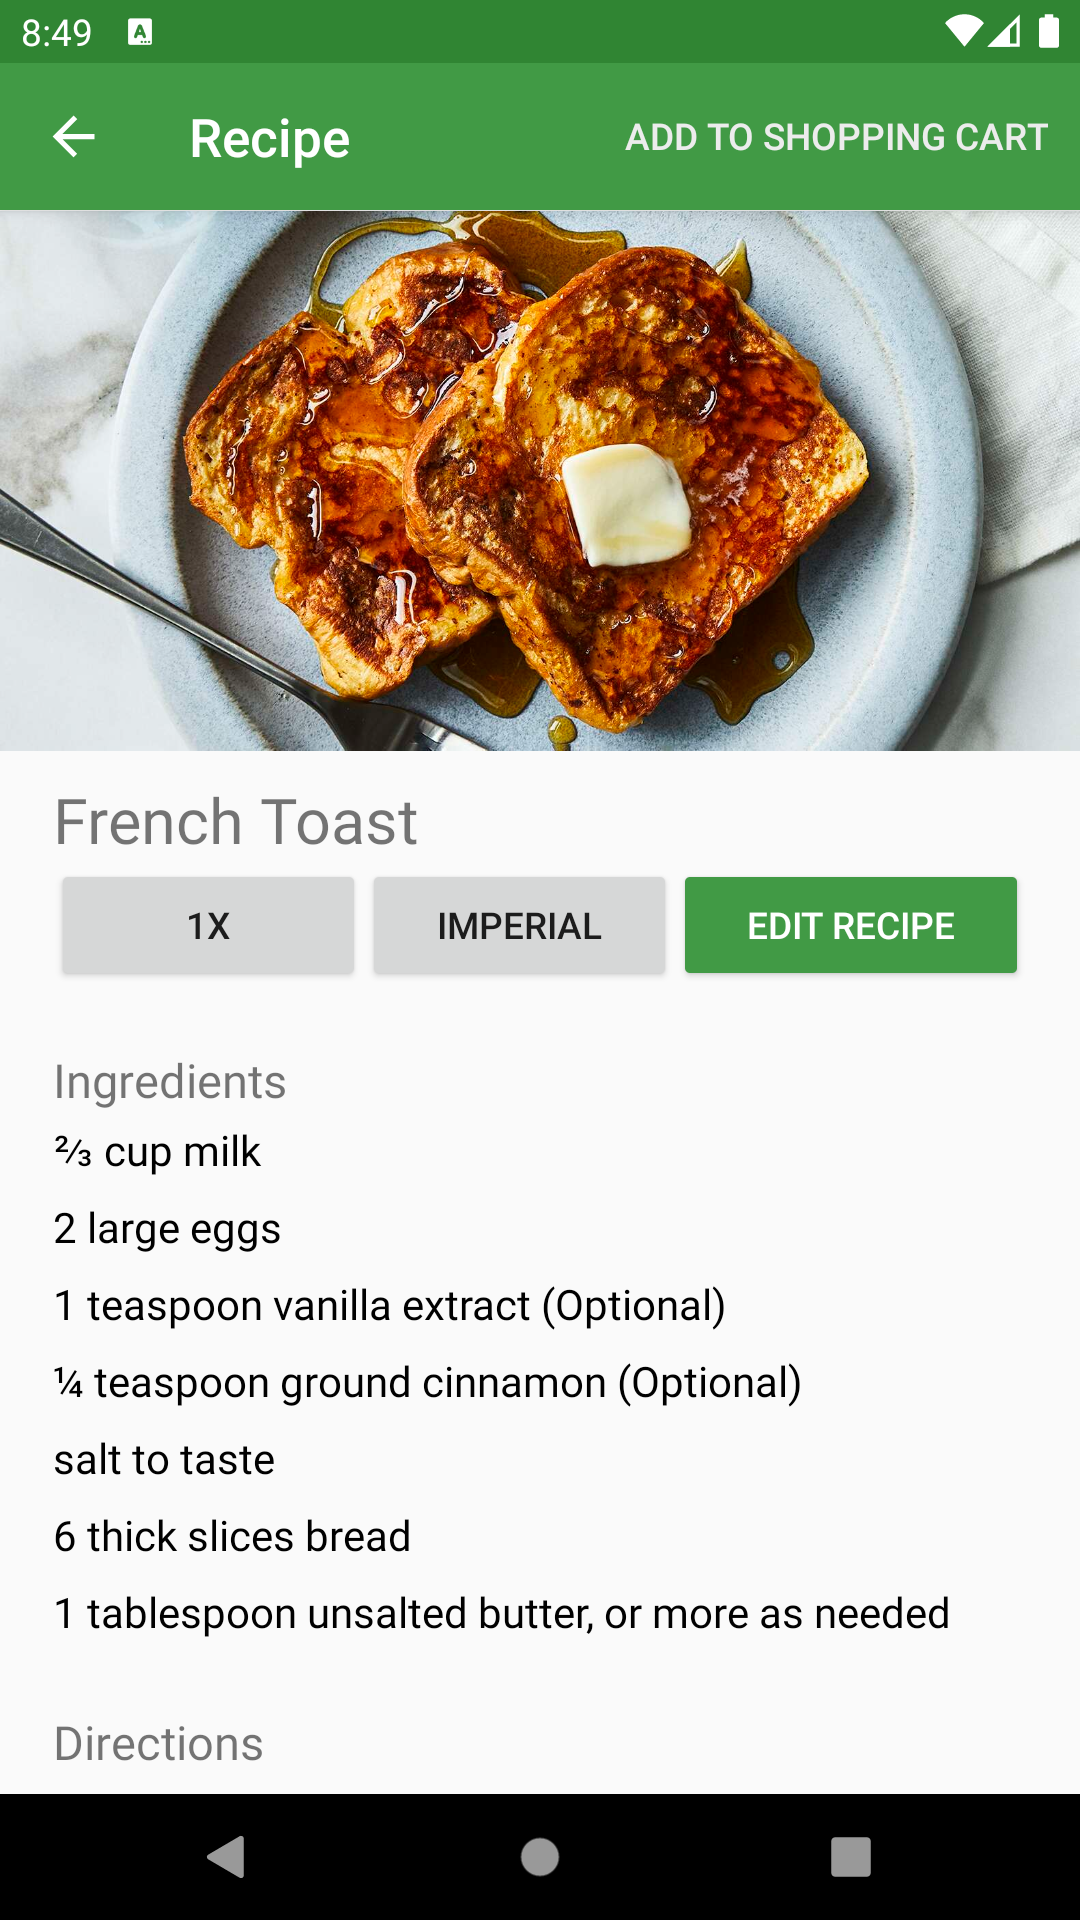 8:49 A
Recipe ADD TO SHOPPING CART
French Toast
1X IMPERIAL EDIT RECIPE
Ingredients
⅔ cup milk
2 large eggs
1 teaspoon vanilla extract (Optional)
¼ teaspoon ground cinnamon (Optional)
salt to taste
6 thick slices bread
1 tablespoon unsalted butter, or more as needed
Directions